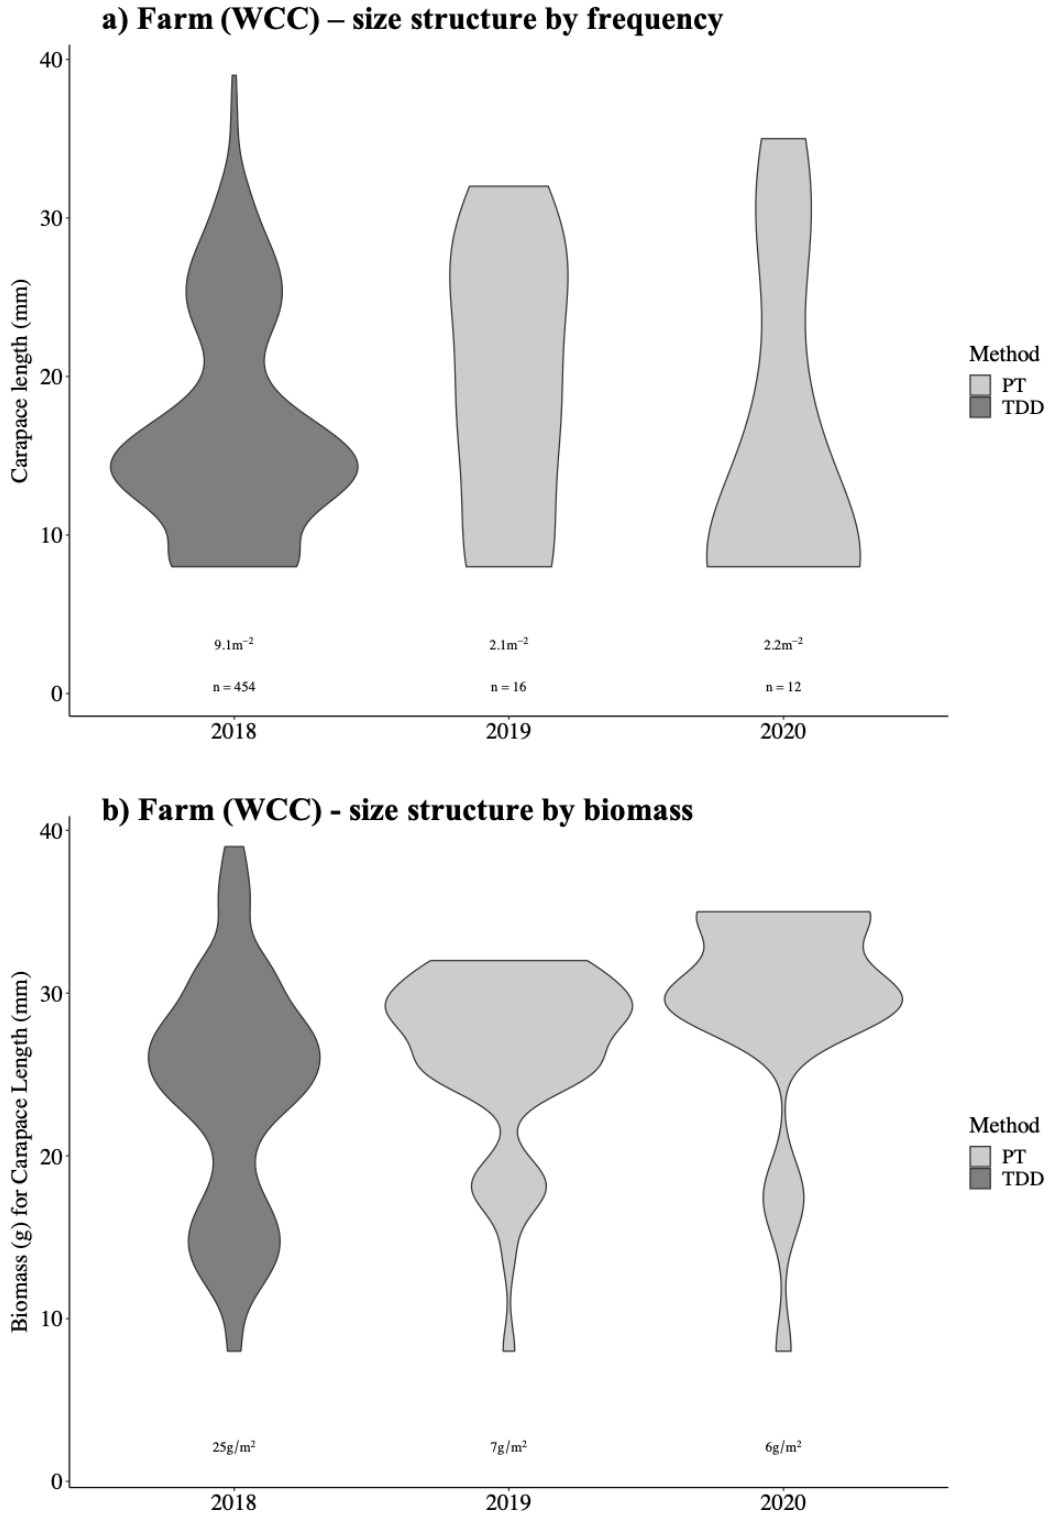 a) Farm (WCC) – size structure by frequency
40
30
20
10
0
Carapace length (mm)
9.1m⁻²
2.1m⁻²
2.2m⁻²
n = 454
n = 16
n = 12
2018
2019
2020
Method
PT
TDD
b) Farm (WCC) - size structure by biomass
40
30
20
10
0
Biomass (g) for Carapace Length (mm)
25g/m²
7g/m²
6g/m²
2018
2019
2020
Method
PT
TDD